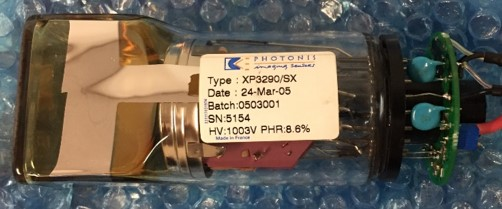 PHOTONIS
imaging sensors
Type : XP3290/SX
Date : 24-Mar-05
Batch:0503001
SN:5154
HV:1003V PHR:8.6%
Made in France